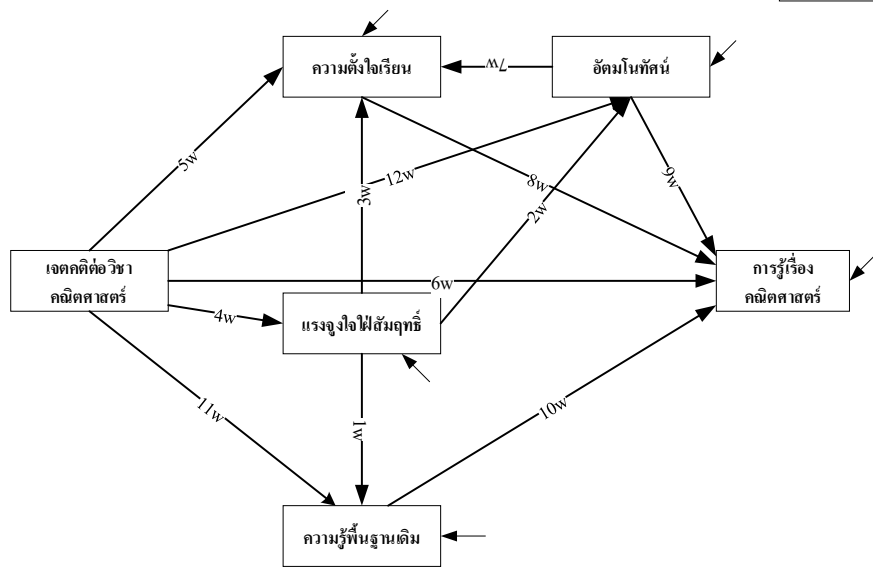 ความตั้งใจเรียน
อัตมโนทัศน์
7w
5w
12w
3w
8w
2w
9w
เจตคติต่อวิชา
คณิตศาสตร์
การรู้เรื่อง
คณิตศาสตร์
6w
4w
แรงจูงใจใฝ่สัมฤทธิ์
11w
1w
10w
ความรู้พื้นฐานเดิม